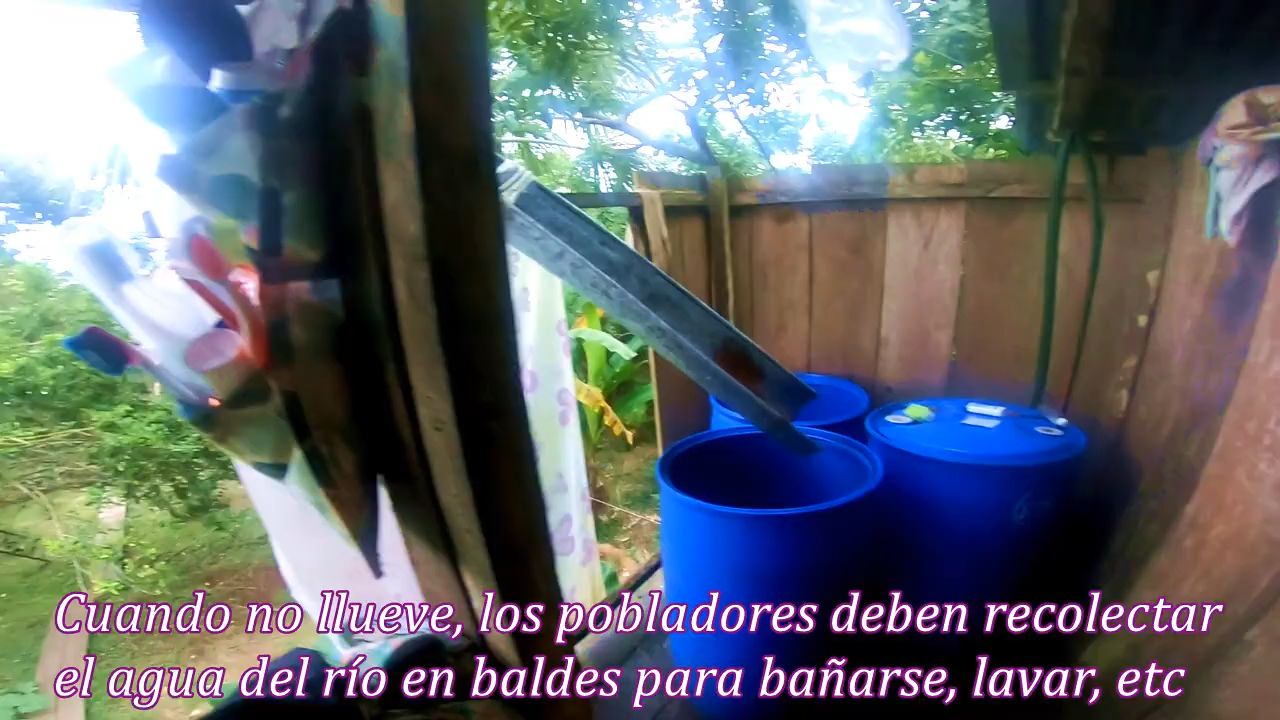 Cuando no llueve, los pobladores deben recolectar
el agua del río en baldes para bañarse, lavar, etc